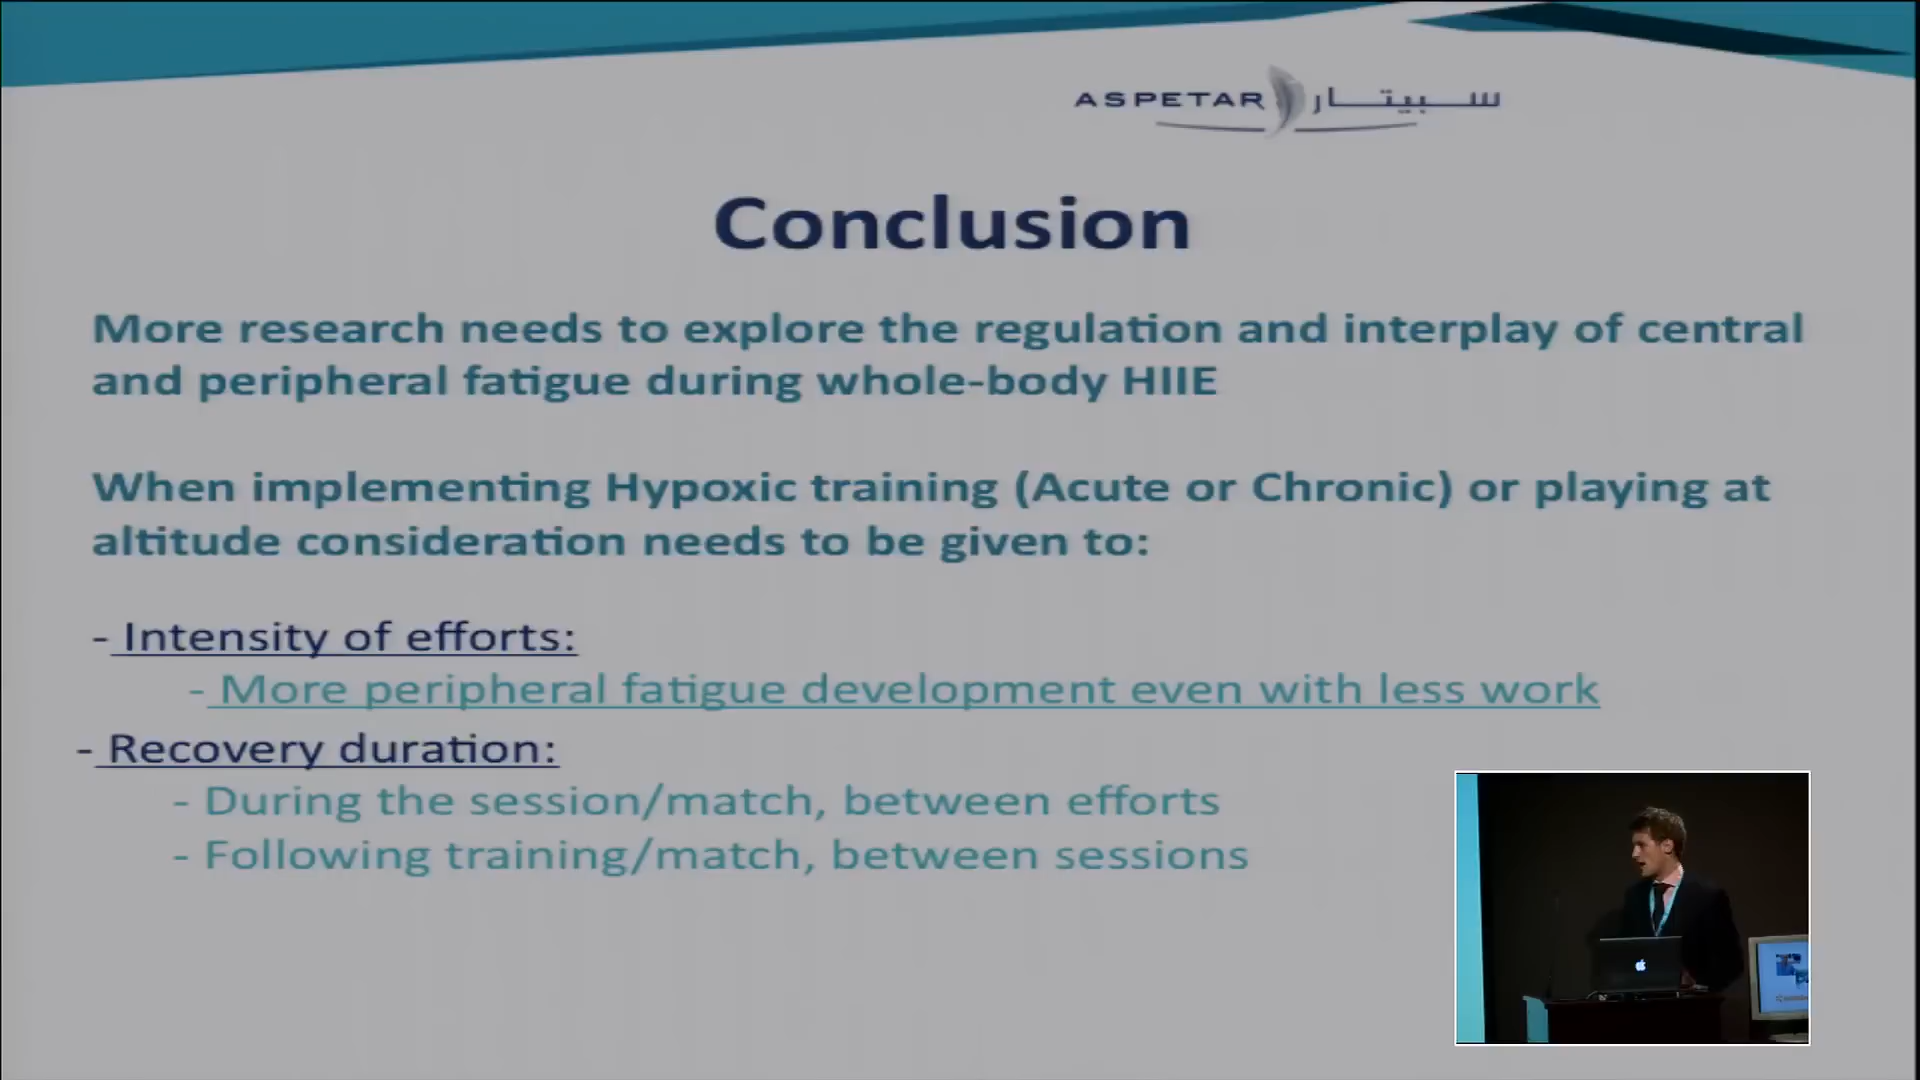 ASPETAR سبيتار
Conclusion
More research needs to explore the regulation and interplay of central
and peripheral fatigue during whole-body HIIE
When implementing Hypoxic training (Acute or Chronic) or playing at
altitude consideration needs to be given to:
- Intensity of efforts:
- More peripheral fatigue development even with less work
- Recovery duration:
- During the session/match, between efforts
- Following training/match, between sessions